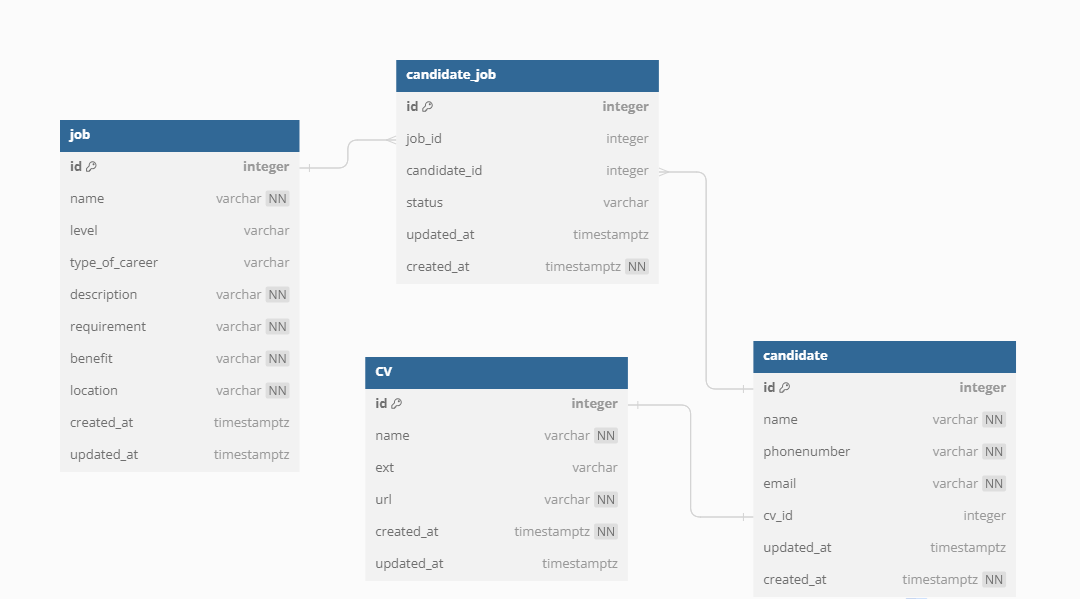 candidate_job
id integer
job_id integer
candidate_id integer
status varchar
updated_at timestamptz
created_at timestamptz NN
job
id integer
name varchar NN
level varchar
type_of_career varchar
description varchar NN
requirement varchar NN
benefit varchar NN
location varchar NN
created_at timestamptz
updated_at timestamptz
CV
id integer
name varchar NN
ext varchar
url varchar NN
created_at timestamptz NN
updated_at timestamptz
candidate
id integer
name varchar NN
phonenumber varchar NN
email varchar NN
cv_id integer
updated_at timestamptz
created_at timestamptz NN